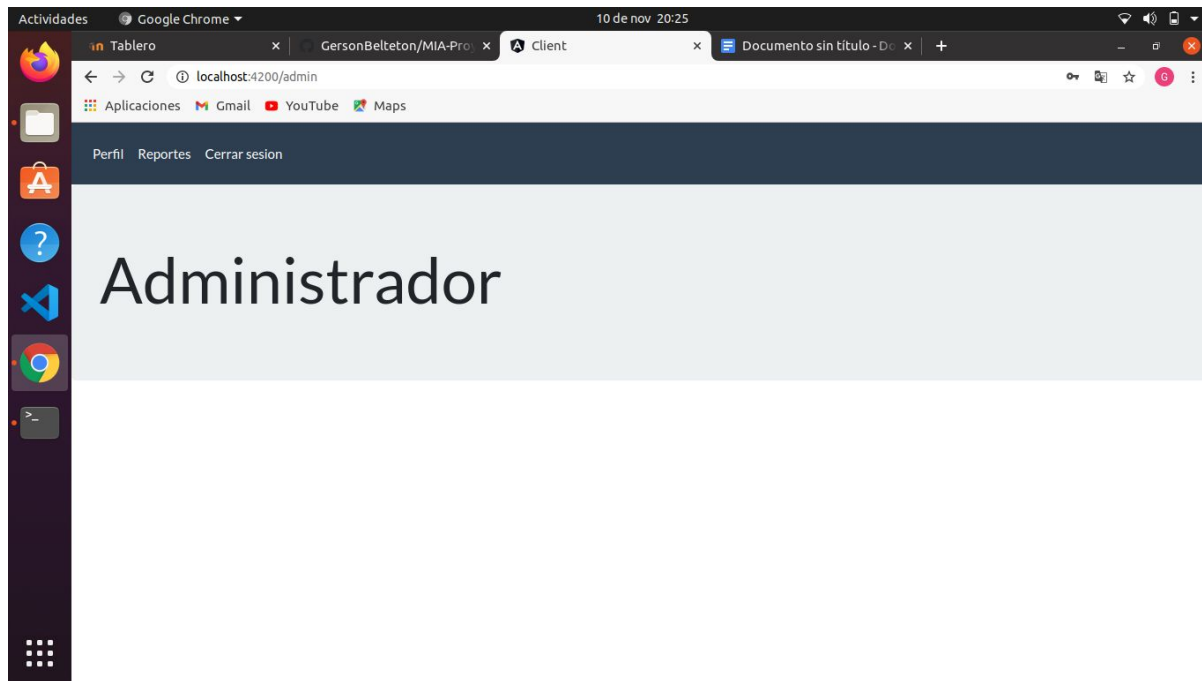 Actividades Google Chrome 10 de nov 20:25
Tablero GersonBelteton/MIA-Proy Client Documento sin título - Do
localhost:4200/admin G
Aplicaciones Gmail YouTube Maps
Perfil Reportes Cerrar sesion
Administrador